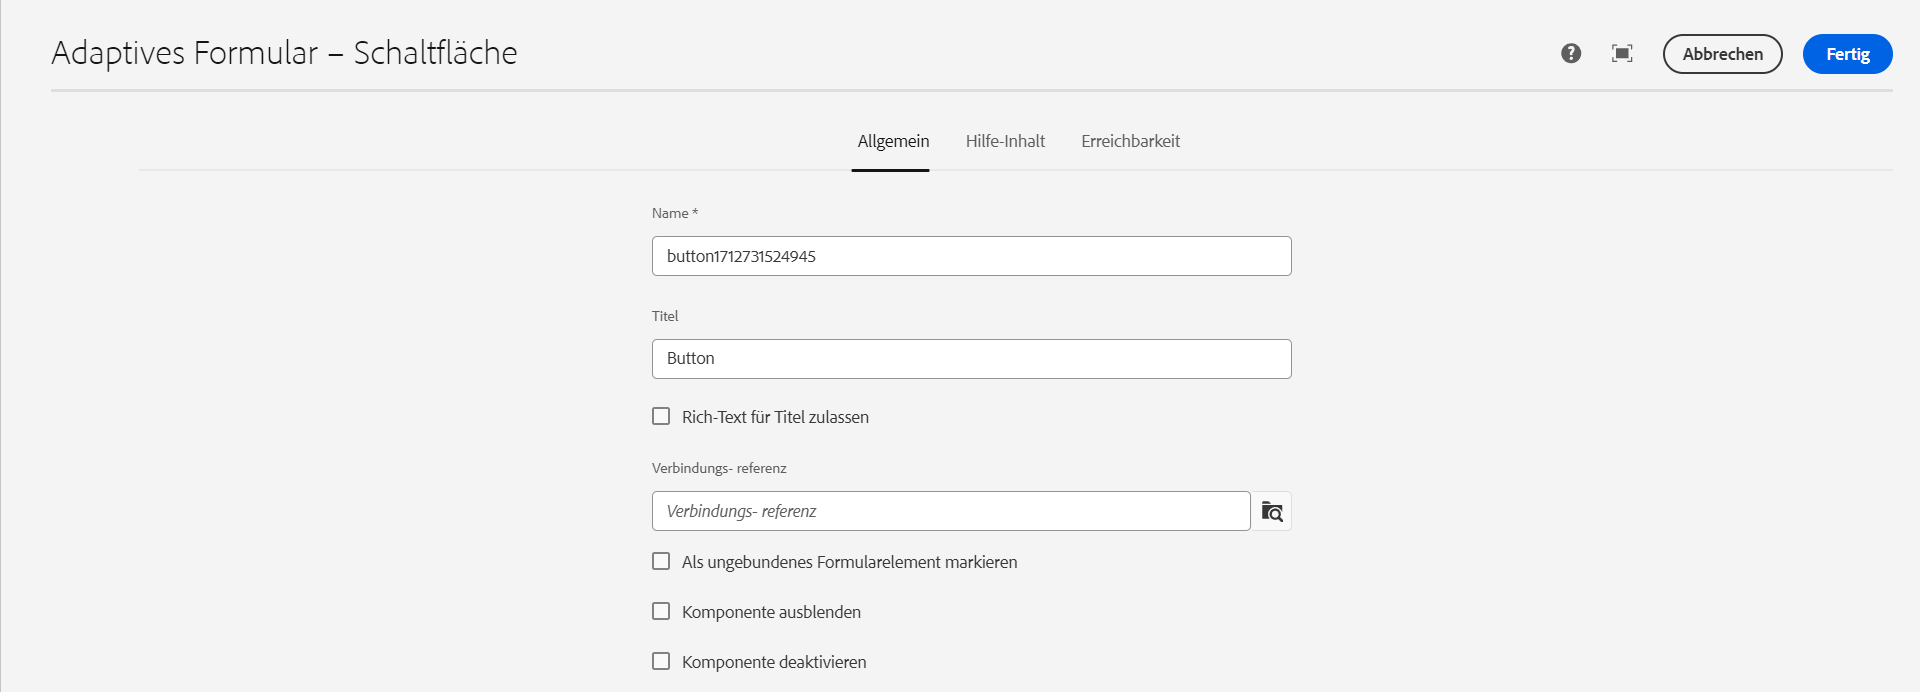 Adaptives Formular – Schaltfläche
Abbrechen
Fertig
Allgemein
Hilfe-Inhalt
Erreichbarkeit
Name *
button1712731524945
Titel
Button
Rich-Text für Titel zulassen
Verbindungs- referenz
Verbindungs- referenz
Als ungebundenes Formularelement markieren
Komponente ausblenden
Komponente deaktivieren